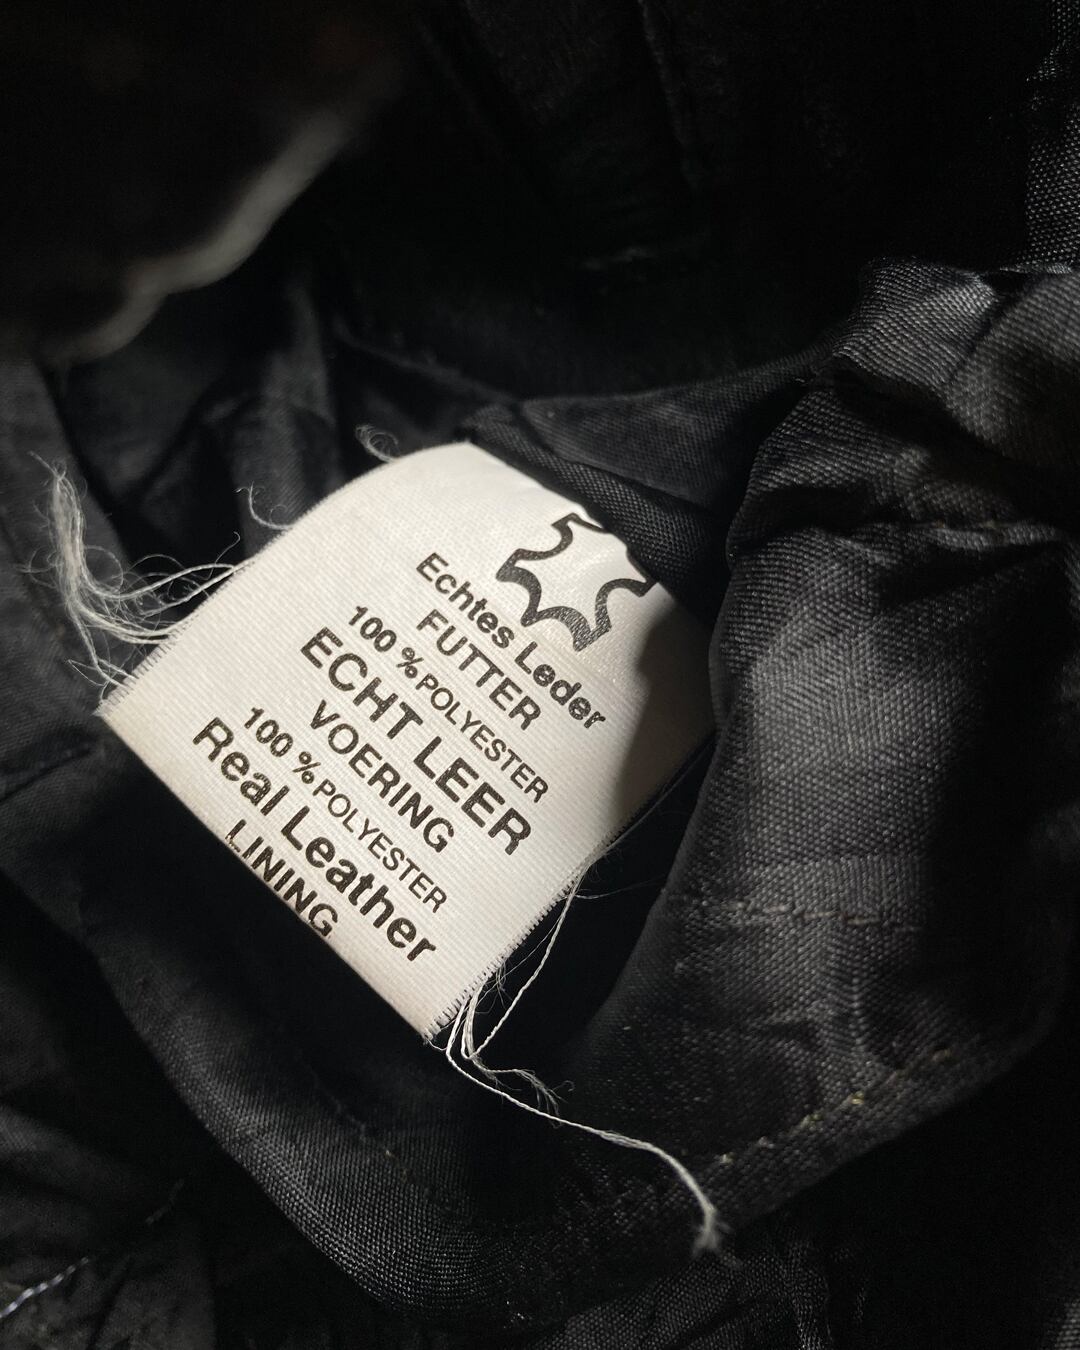 Echtes Leder
FUTTER
100 % POLYESTER
ECHT LEER
VOERING
100 % POLYESTER
Real Leather
LINING